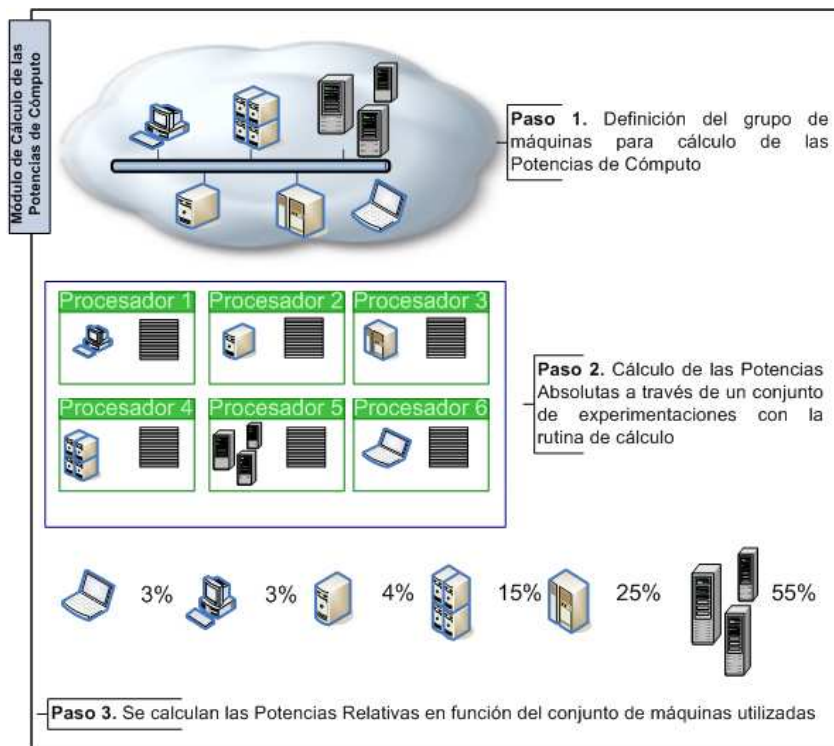 Módulo de Cálculo de las
Potencias de Cómputo
Paso 1. Definición del grupo de
máquinas para cálculo de las
Potencias de Cómputo
Procesador 1
Procesador 2
Procesador 3
Procesador 4
Procesador 5
Procesador 6
Paso 2. Cálculo de las Potencias
Absolutas a través de un conjunto
de experimentaciones con la
rutina de cálculo
3%
3%
4%
15%
25%
55%
Paso 3. Se calculan las Potencias Relativas en función del conjunto de máquinas utilizadas